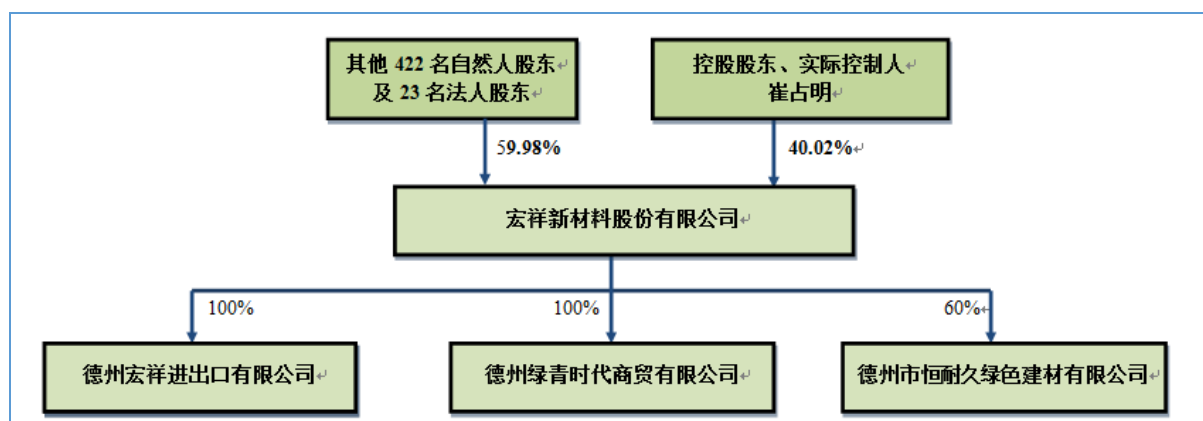 其他 422 名自然人股东
及 23 名法人股东
控股股东、实际控制人
崔占明
59.98%
40.02%
宏祥新材料股份有限公司
100%
100%
60%
德州宏祥进出口有限公司
德州绿青时代商贸有限公司
德州市恒耐久绿色建材有限公司